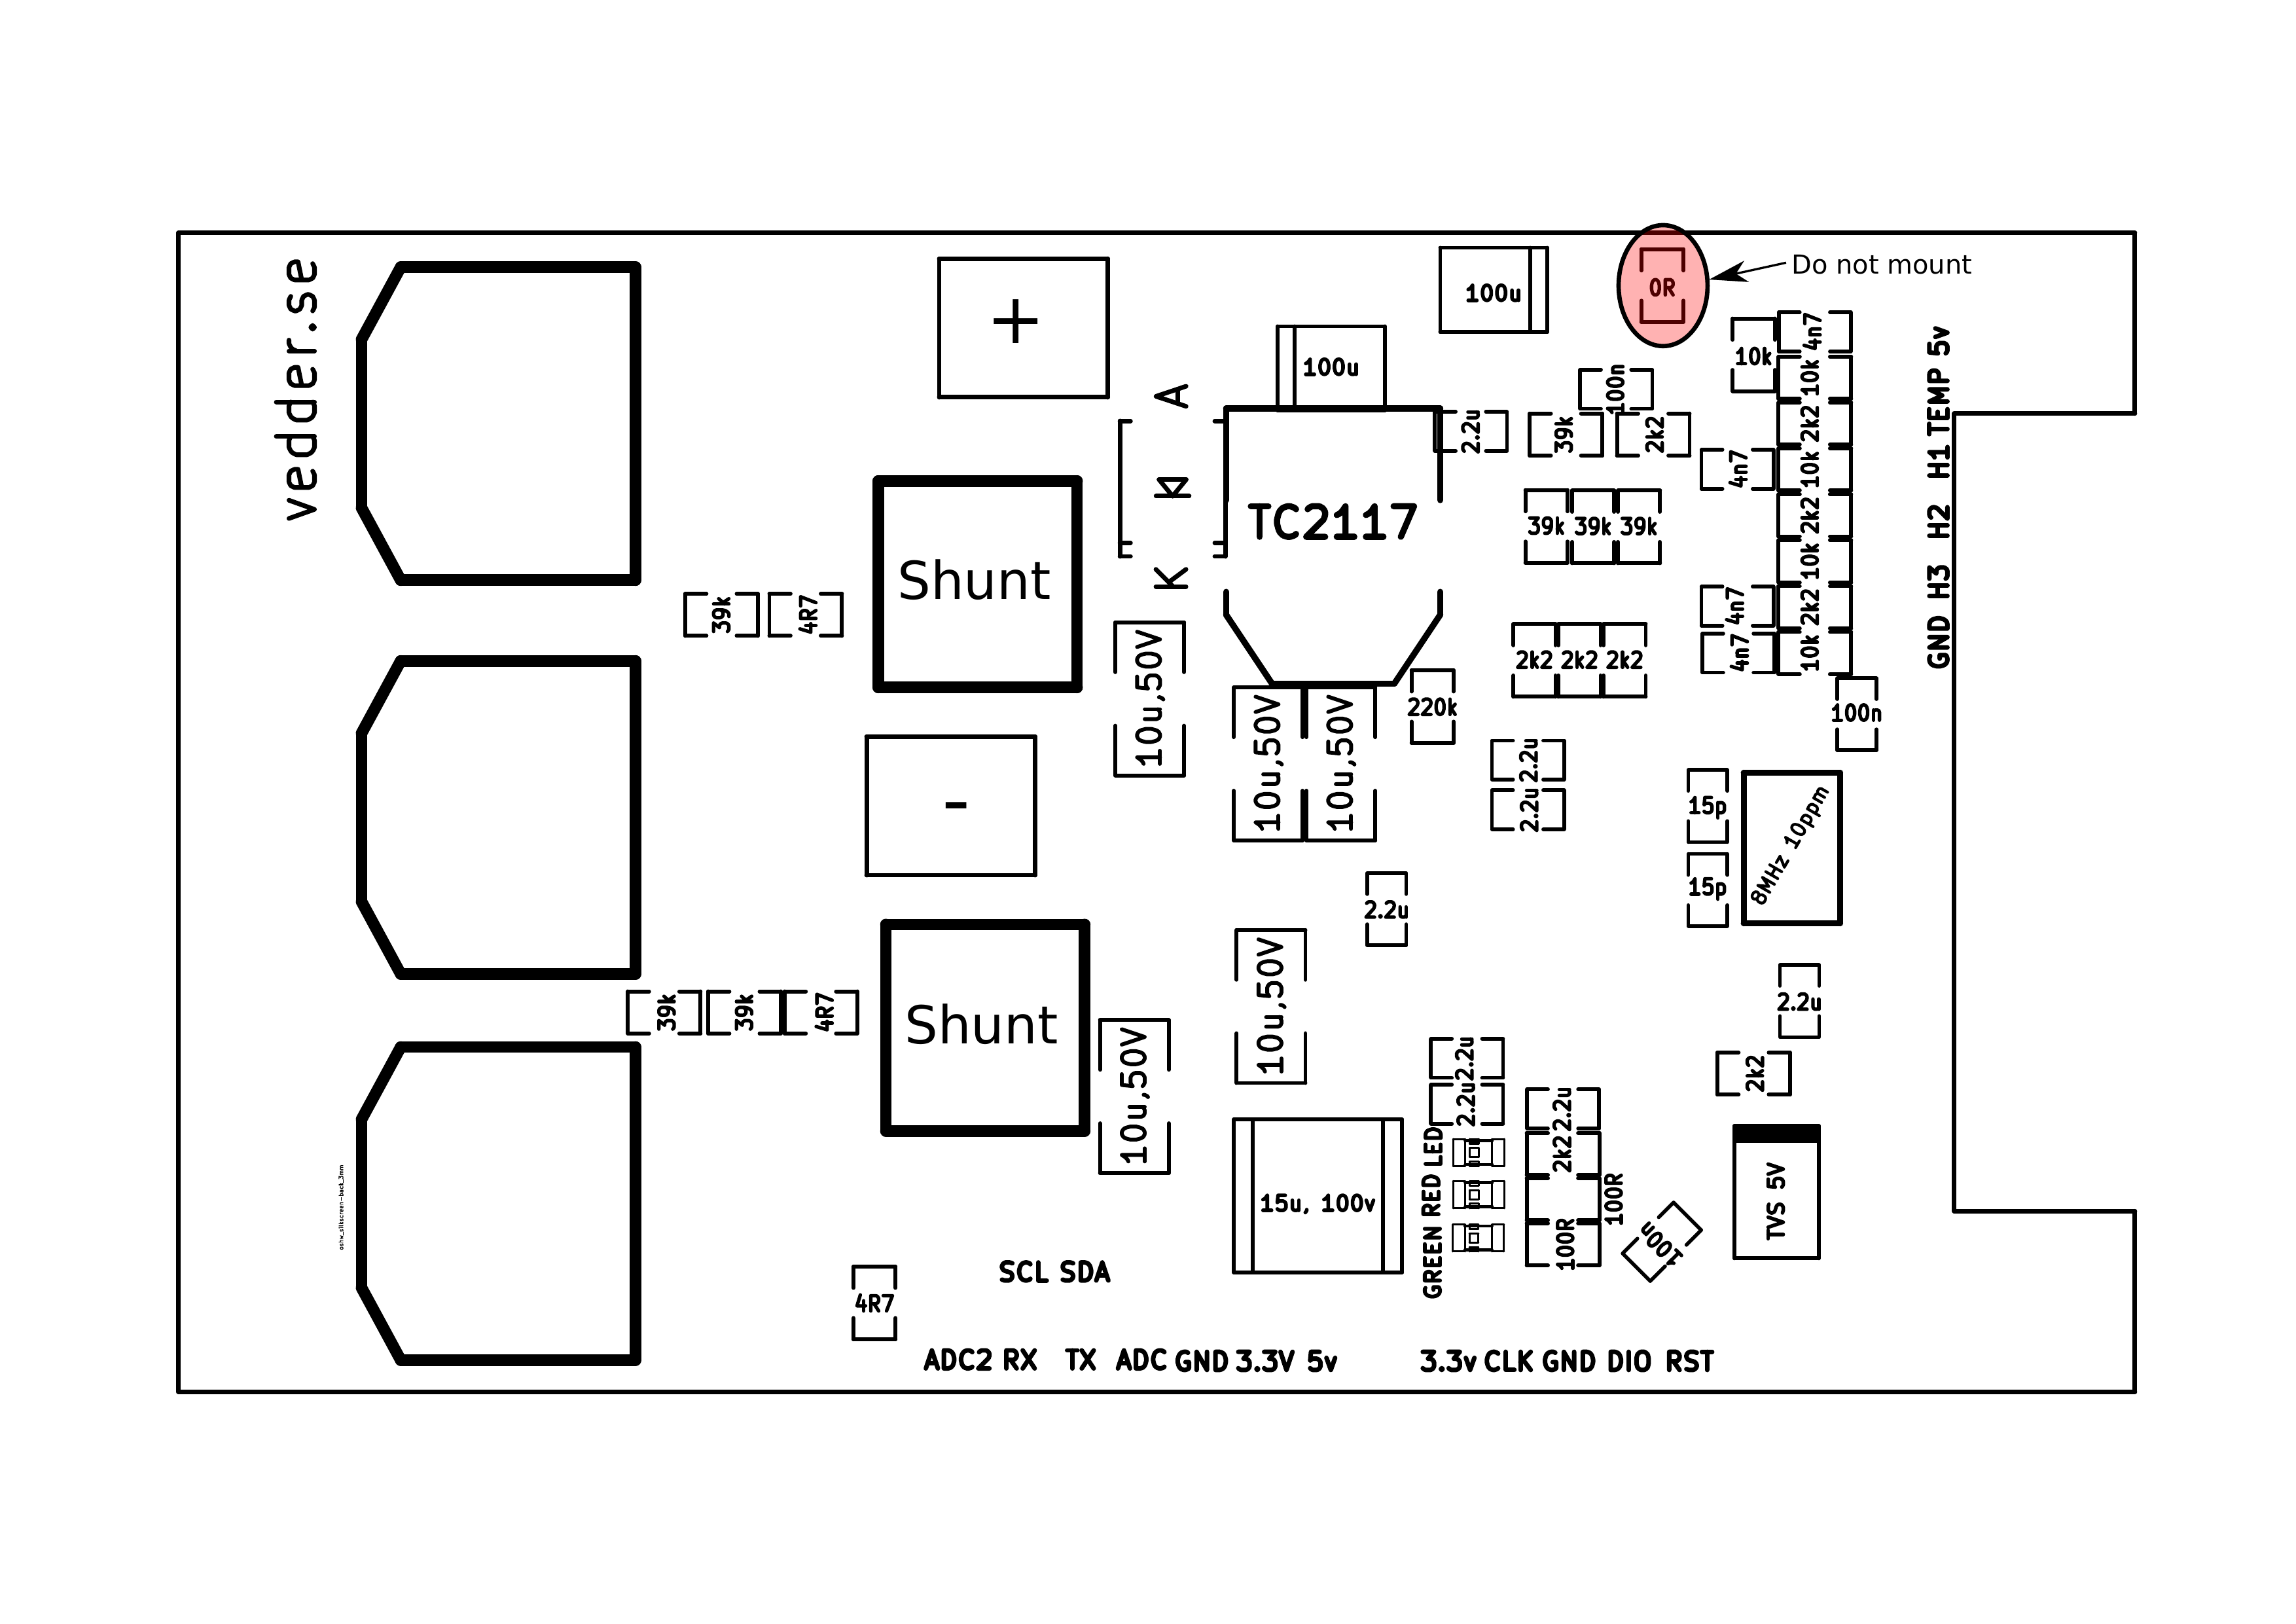 vedder.se
+
100u
0R
Do not mount
100u
10k
4n7
10k
2k2
10k
2k2
10k
2k2
10k
4n7
4n7
4n7
100n
GND H3 H2 H1 TEMP 5v
100n
2.2u
39k
2k2
A
K
TC2117
39k 39k 39k
Shunt
39k
4R7
2k2 2k2 2k2
10u,50V
10u,50V
10u,50V
220k
2.2u
2.2u
-
15p
15p
8MHz 10ppm
2.2u
10u,50V
2.2u
39k
39k
4R7
Shunt
10u,50V
2.2u
2.2u
2.2u
2k2
2k2
100R
100R
GREEN RED LED
15u, 100v
100n
TVS 5V
oshw_silkscreen-back_3mm
SCL SDA
4R7
ADC2 RX TX ADC GND 3.3V 5v
3.3v CLK GND DIO RST